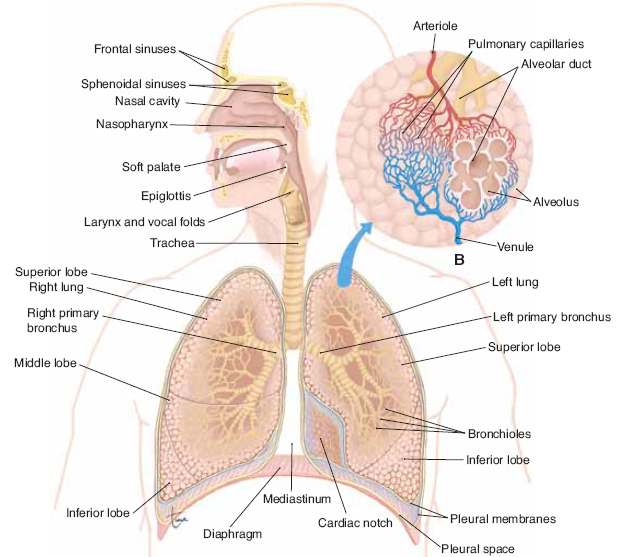 Arteriole
Frontal sinuses
Pulmonary capillaries
Alveolar duct
Sphenoidal sinuses
Nasal cavity
Nasopharynx
Soft palate
Epiglottis
Alveolus
Larynx and vocal folds
Trachea
Venule
B
Superior lobe
Right lung
Left lung
Right primary
bronchus
Left primary bronchus
Superior lobe
Middle lobe
Bronchioles
Inferior lobe
Mediastinum
Inferior lobe
Cardiac notch
Pleural membranes
Diaphragm
Pleural space